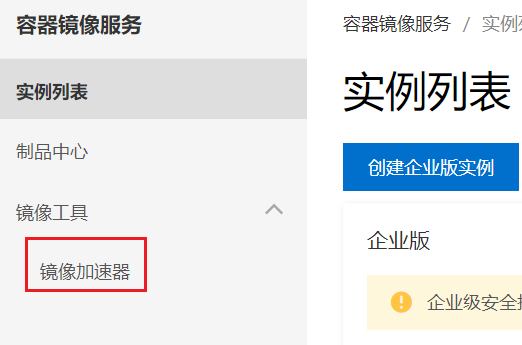 容器镜像服务
实例列表
制品中心
镜像工具
镜像加速器
容器镜像服务 / 实例
实例列表
创建企业版实例
企业版
企业级安全